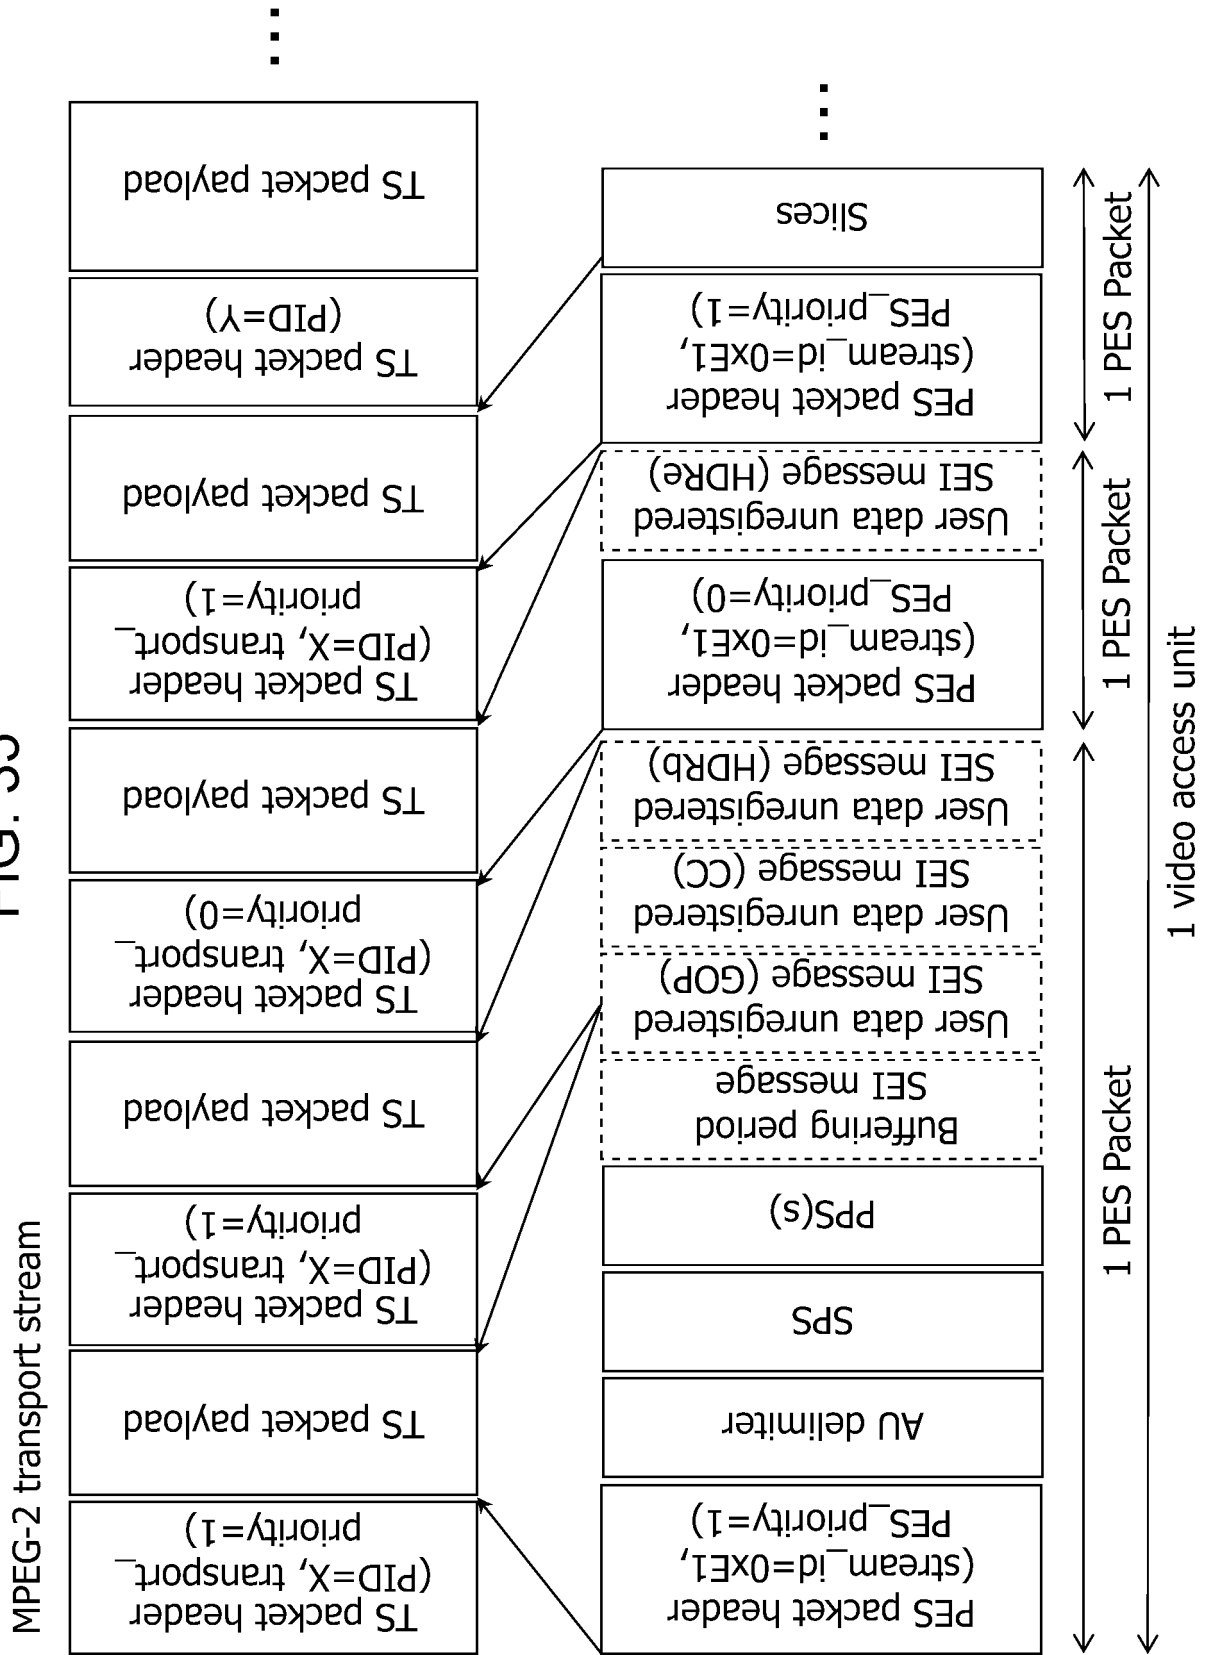 MPEG-2 transport stream
TS packet header
(PID=X, transport_
priority=1)
TS packet payload
TS packet header
(PID=X, transport_
priority=1)
TS packet payload
TS packet header
(PID=X, transport_
priority=0)
TS packet payload
TS packet header
(PID=X, transport_
priority=1)
TS packet payload
TS packet header
(PID=Y)
TS packet payload
...
PES packet header
(stream_id=0xE1,
PES_priority=1)
AU delimiter
SPS
PPS(s)
Buffering period
SEI message
User data unregistered
SEI message (GOP)
User data unregistered
SEI message (CC)
User data unregistered
SEI message (HDRb)
PES packet header
(stream_id=0xE1,
PES_priority=0)
User data unregistered
SEI message (HDRe)
PES packet header
(stream_id=0xE1,
PES_priority=1)
Slices
...
1 PES Packet
1 PES Packet
1 PES Packet
1 video access unit